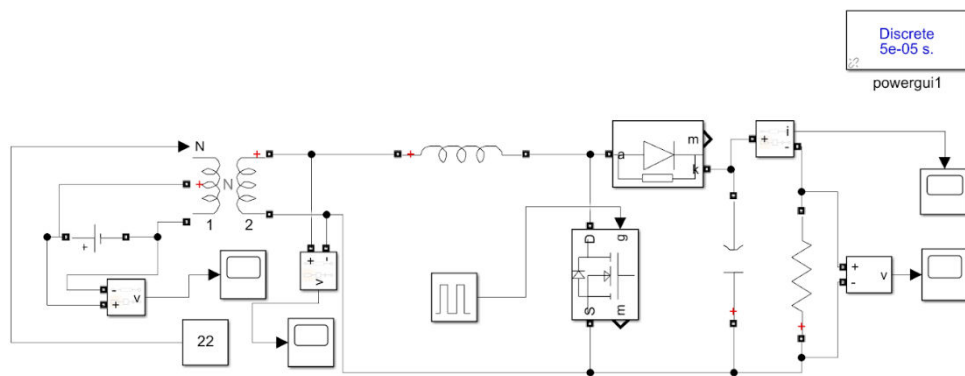 Discrete
5e-05 s.
powergui1
N
N
1
2
+
+
+
+
-
v
+
-
v
22
+
a
k
m
D
g
S
m
i
-
+
+
+
-
v